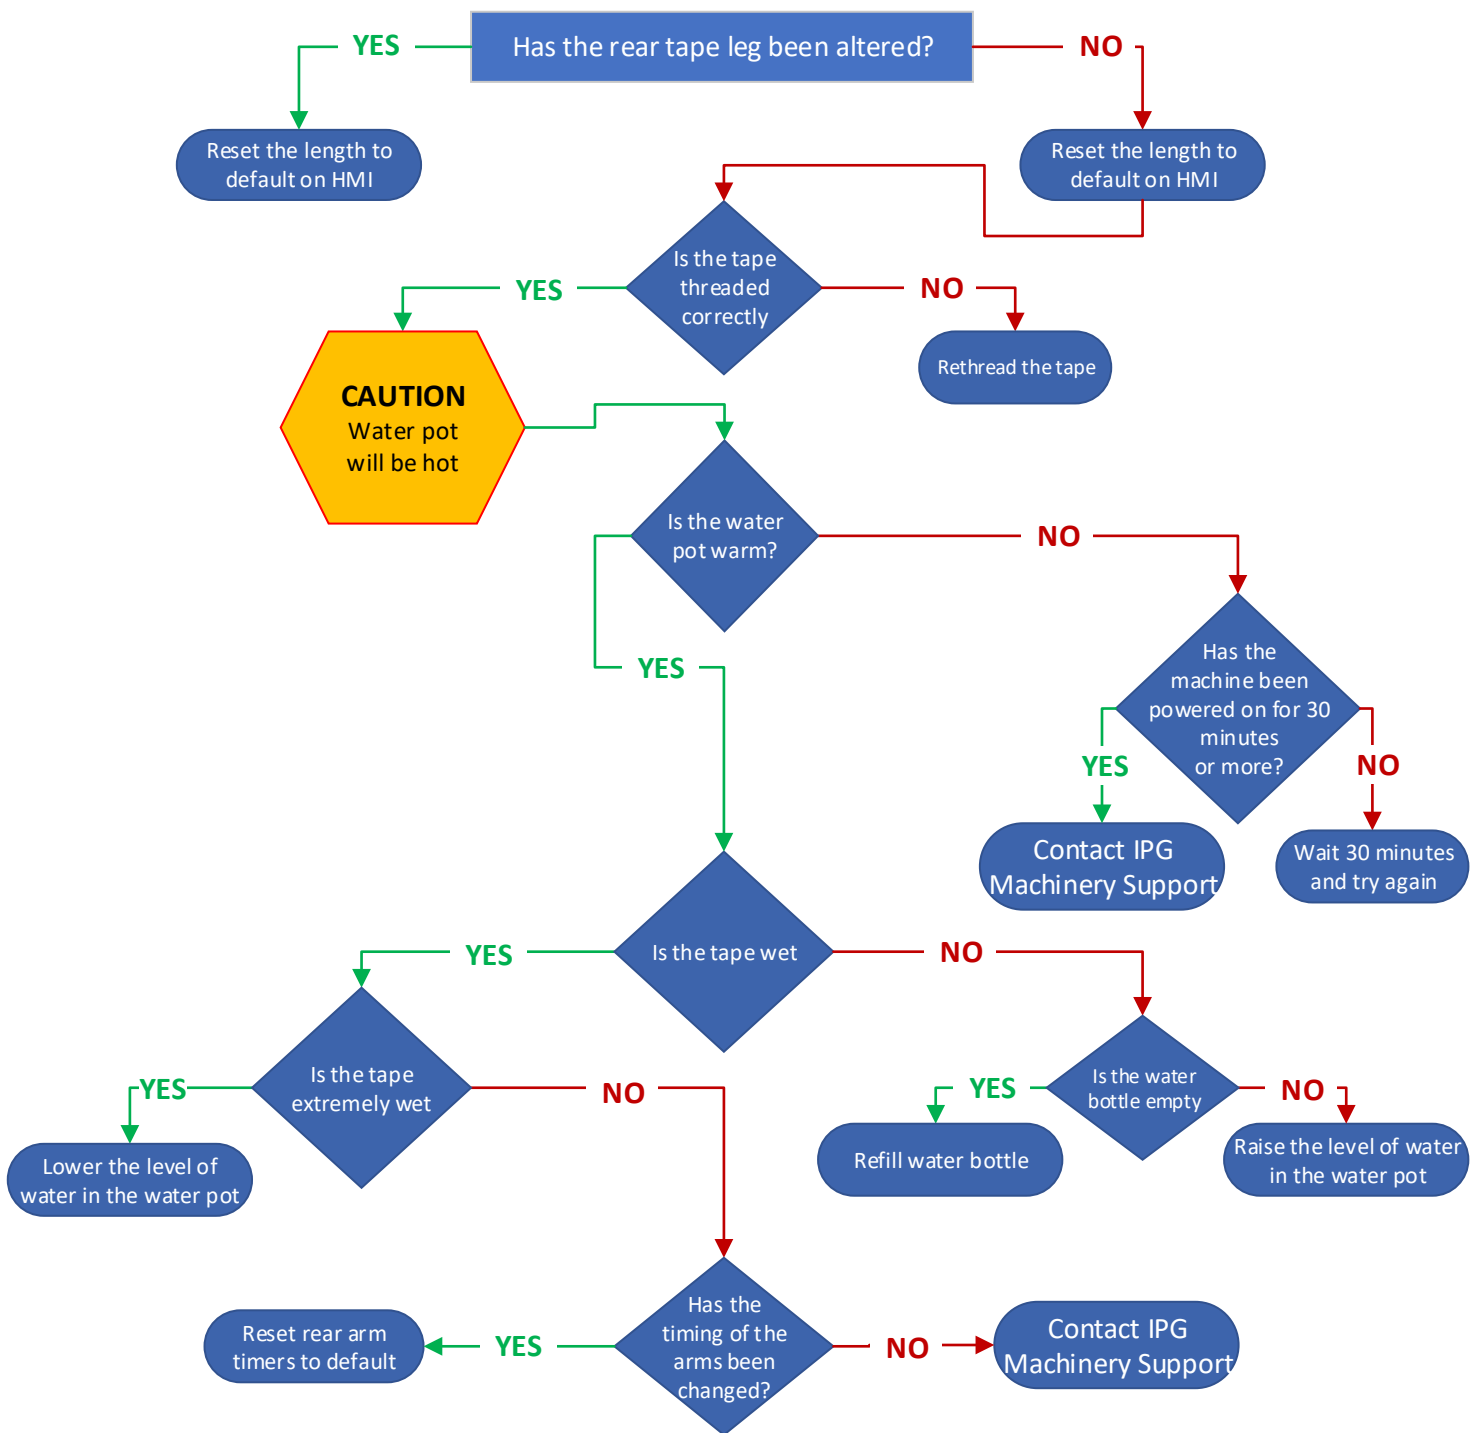 Has the rear tape leg been altered?
YES
NO
Reset the length to
default on HMI
Reset the length to
default on HMI
Is the tape
threaded
correctly
YES
NO
Rethread the tape
CAUTION
Water pot
will be hot
Is the water
pot warm?
NO
YES
Has the
machine been
powered on for 30
minutes
or more?
YES
NO
Contact IPG
Machinery Support
Wait 30 minutes
and try again
Is the tape wet
YES
NO
Is the tape
extremely wet
YES
NO
Is the water
bottle empty
YES
NO
Lower the level of
water in the water pot
Refill water bottle
Raise the level of water
in the water pot
Has the
timing of the
arms been
changed?
YES
NO
Reset rear arm
timers to default
Contact IPG
Machinery Support